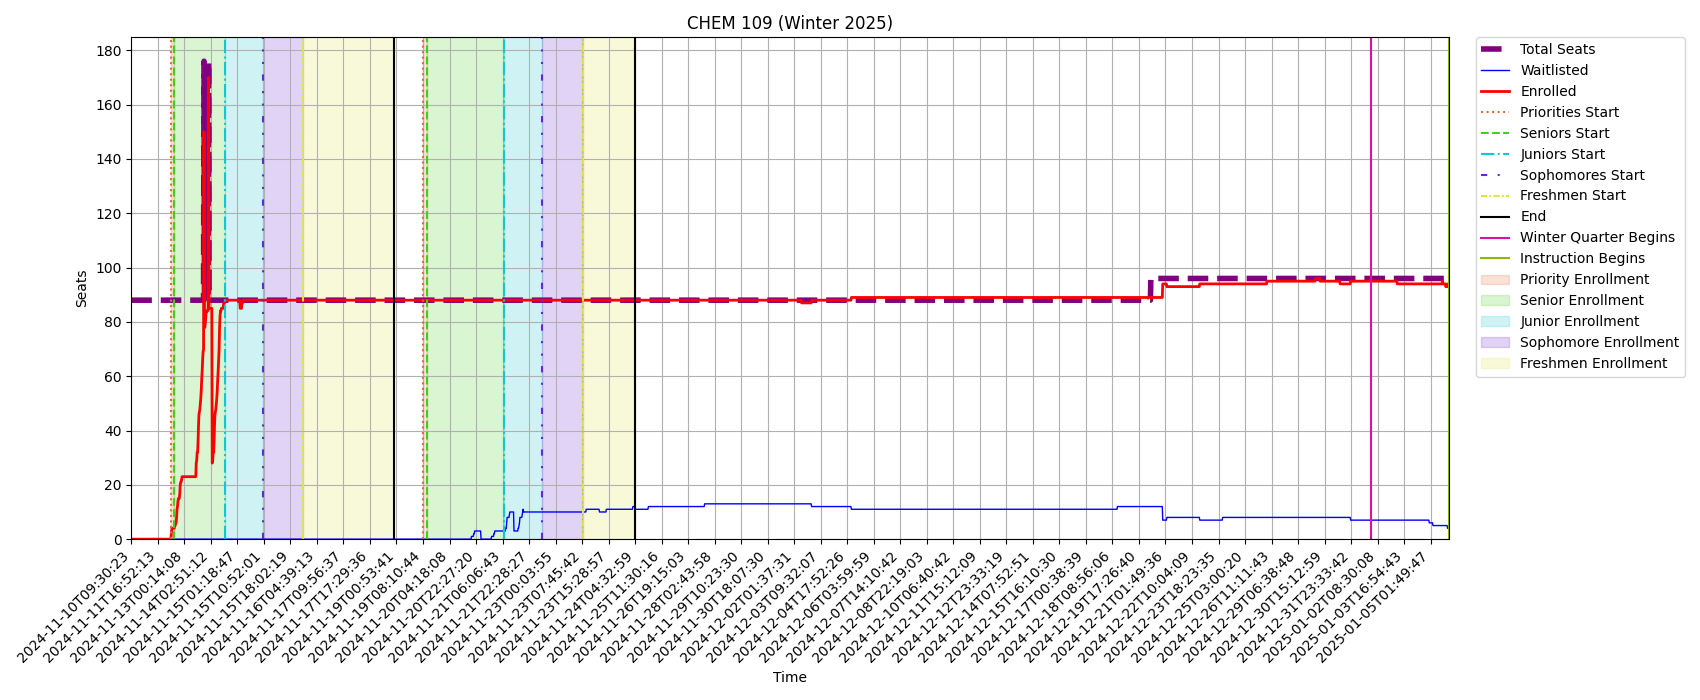 CHEM 109 (Winter 2025)
Seats
180
160
140
120
100
80
60
40
20
0
2024-11-10T09:30:23
2024-11-11T16:52:13
2024-11-13T00:14:08
2024-11-14T02:51:12
2024-11-15T01:18:47
2024-11-15T15:52:01
2024-11-15T18:02:19
2024-11-16T04:39:13
2024-11-17T09:56:37
2024-11-17T17:29:36
2024-11-19T00:53:41
2024-11-19T08:10:44
2024-11-20T04:18:08
2024-11-20T22:27:20
2024-11-21T06:06:43
2024-11-21T22:28:27
2024-11-23T00:03:55
2024-11-23T07:45:42
2024-11-23T15:28:57
2024-11-24T04:32:59
2024-11-25T11:30:16
2024-11-26T19:15:03
2024-11-28T02:43:58
2024-11-29T10:23:30
2024-11-30T18:07:30
2024-12-02T01:37:31
2024-12-03T09:32:07
2024-12-04T17:52:26
2024-12-06T03:59:59
2024-12-07T14:10:42
2024-12-08T22:19:03
2024-12-10T06:40:42
2024-12-11T15:12:09
2024-12-12T23:33:19
2024-12-14T07:52:51
2024-12-15T16:10:30
2024-12-17T00:38:39
2024-12-18T08:56:06
2024-12-19T17:26:40
2024-12-21T01:49:36
2024-12-22T10:04:09
2024-12-23T18:23:35
2024-12-25T03:00:20
2024-12-26T11:11:43
2024-12-29T06:38:48
2024-12-30T15:12:59
2024-12-31T23:33:42
2025-01-02T08:30:08
2025-01-03T16:54:43
2025-01-05T01:49:47
Time
Total Seats
Waitlisted
Enrolled
Priorities Start
Seniors Start
Juniors Start
Sophomores Start
Freshmen Start
End
Winter Quarter Begins
Instruction Begins
Priority Enrollment
Senior Enrollment
Junior Enrollment
Sophomore Enrollment
Freshmen Enrollment